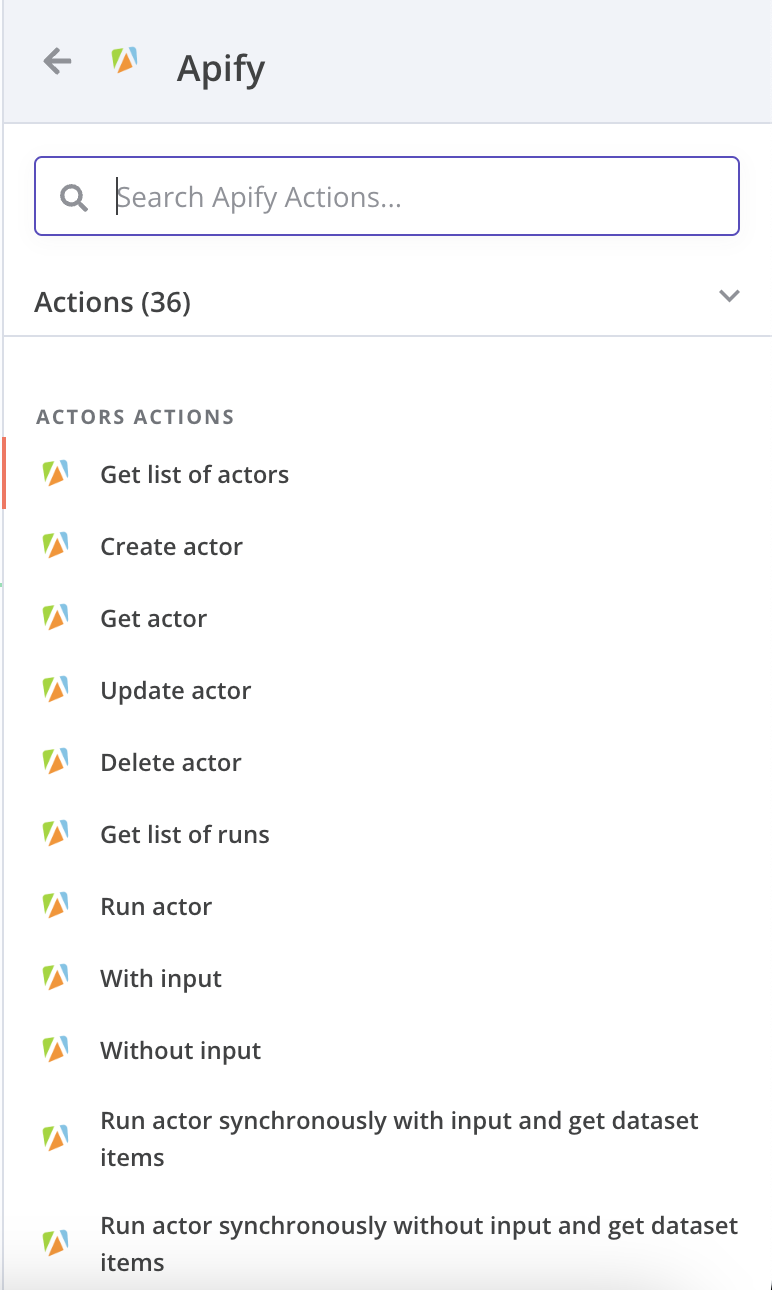 Apify
Search Apify Actions...
Actions (36)
ACTORS ACTIONS
Get list of actors
Create actor
Get actor
Update actor
Delete actor
Get list of runs
Run actor
With input
Without input
Run actor synchronously with input and get dataset
items
Run actor synchronously without input and get dataset
items